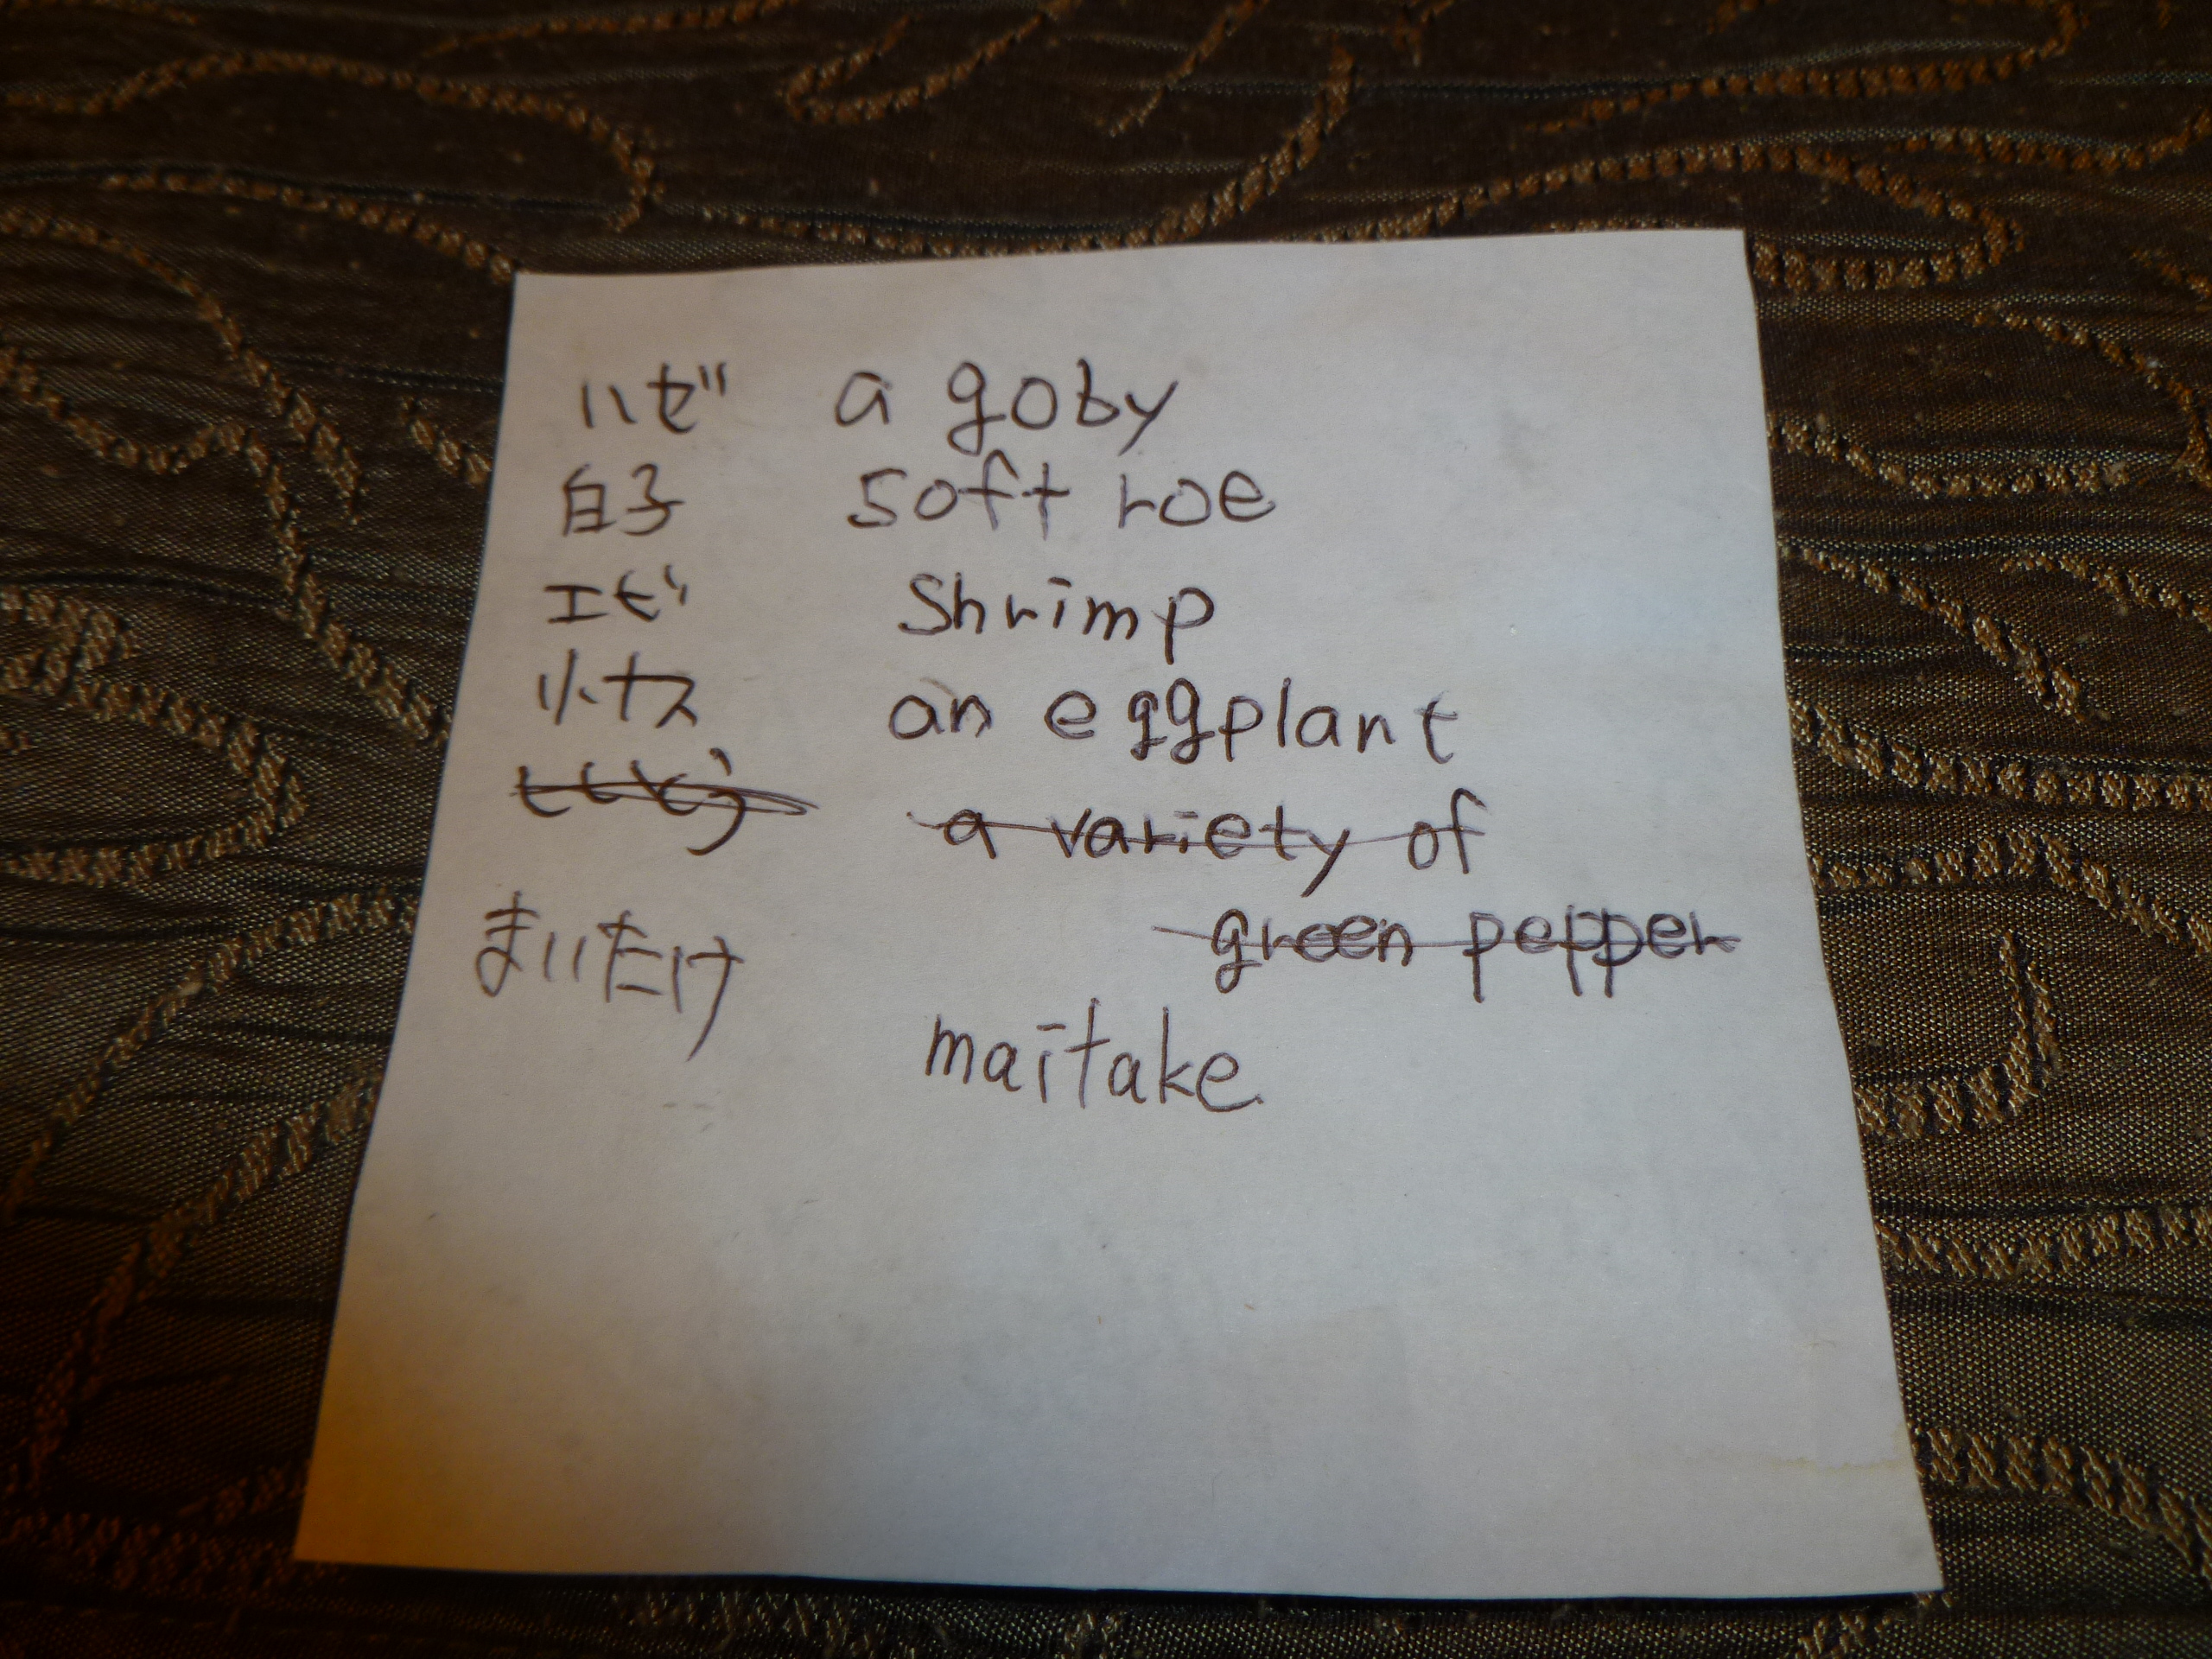 ハゼ a goby
白子 soft roe
エビ shrimp
小ナス an eggplant
ししとう a variety of
green pepper
まいたけ
maitake